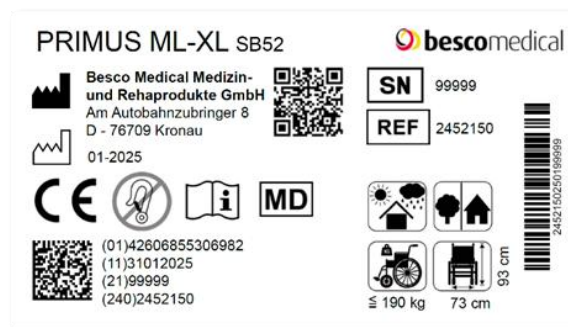 PRIMUS ML-XL SB52
bescomedical
Besco Medical Medizin-
und Rehaprodukte GmbH
Am Autobahnzubringer 8
D - 76709 Kronau
01-2025
SN 99999
REF 2452150
CE
i
MD
(01)42606855306982
(11)31012025
(21)99999
(240)2452150
KG
≦ 190 kg
73 cm
93 cm
2452150250199999